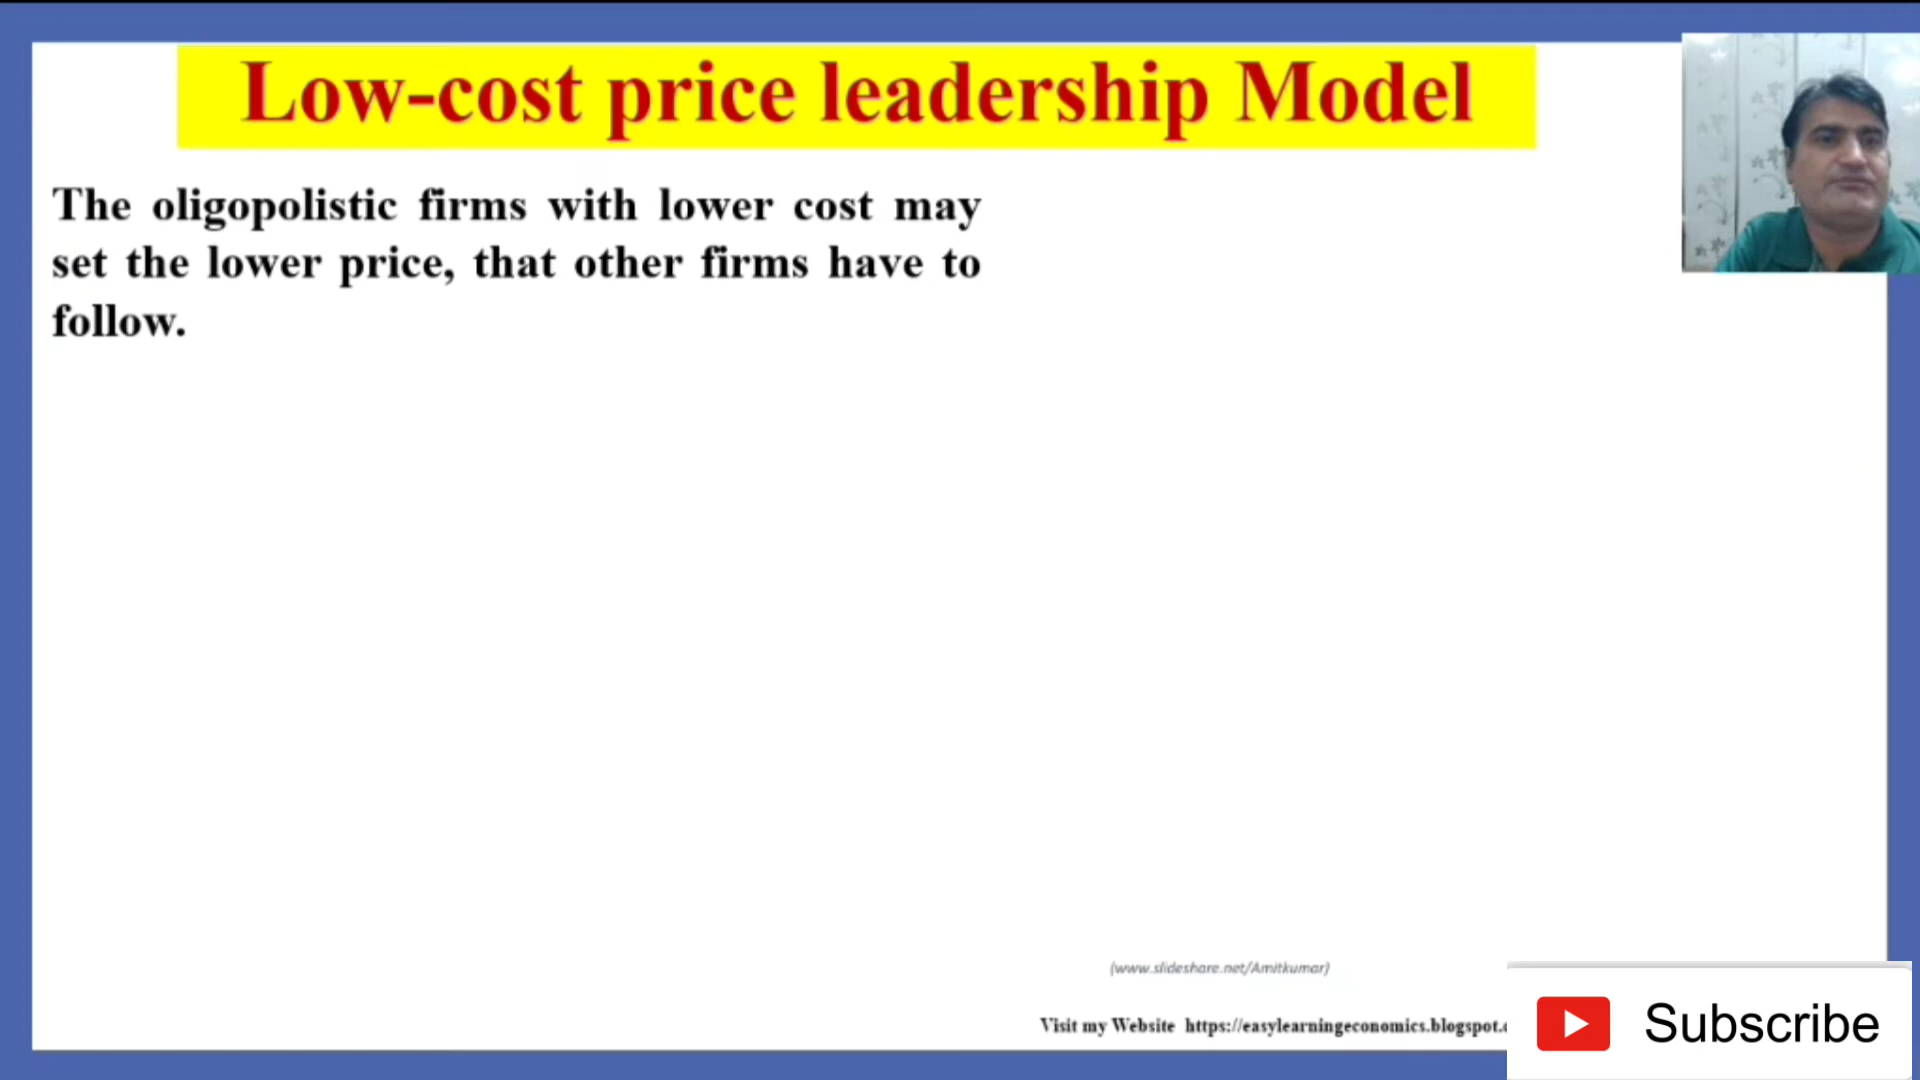 Low-cost price leadership Model
The oligopolistic firms with lower cost may
set the lower price, that other firms have to
follow.
(www.slideshare.net/Amitkumar)
Visit my Website https://easylearningeconomics.blogspot.c
Subscribe